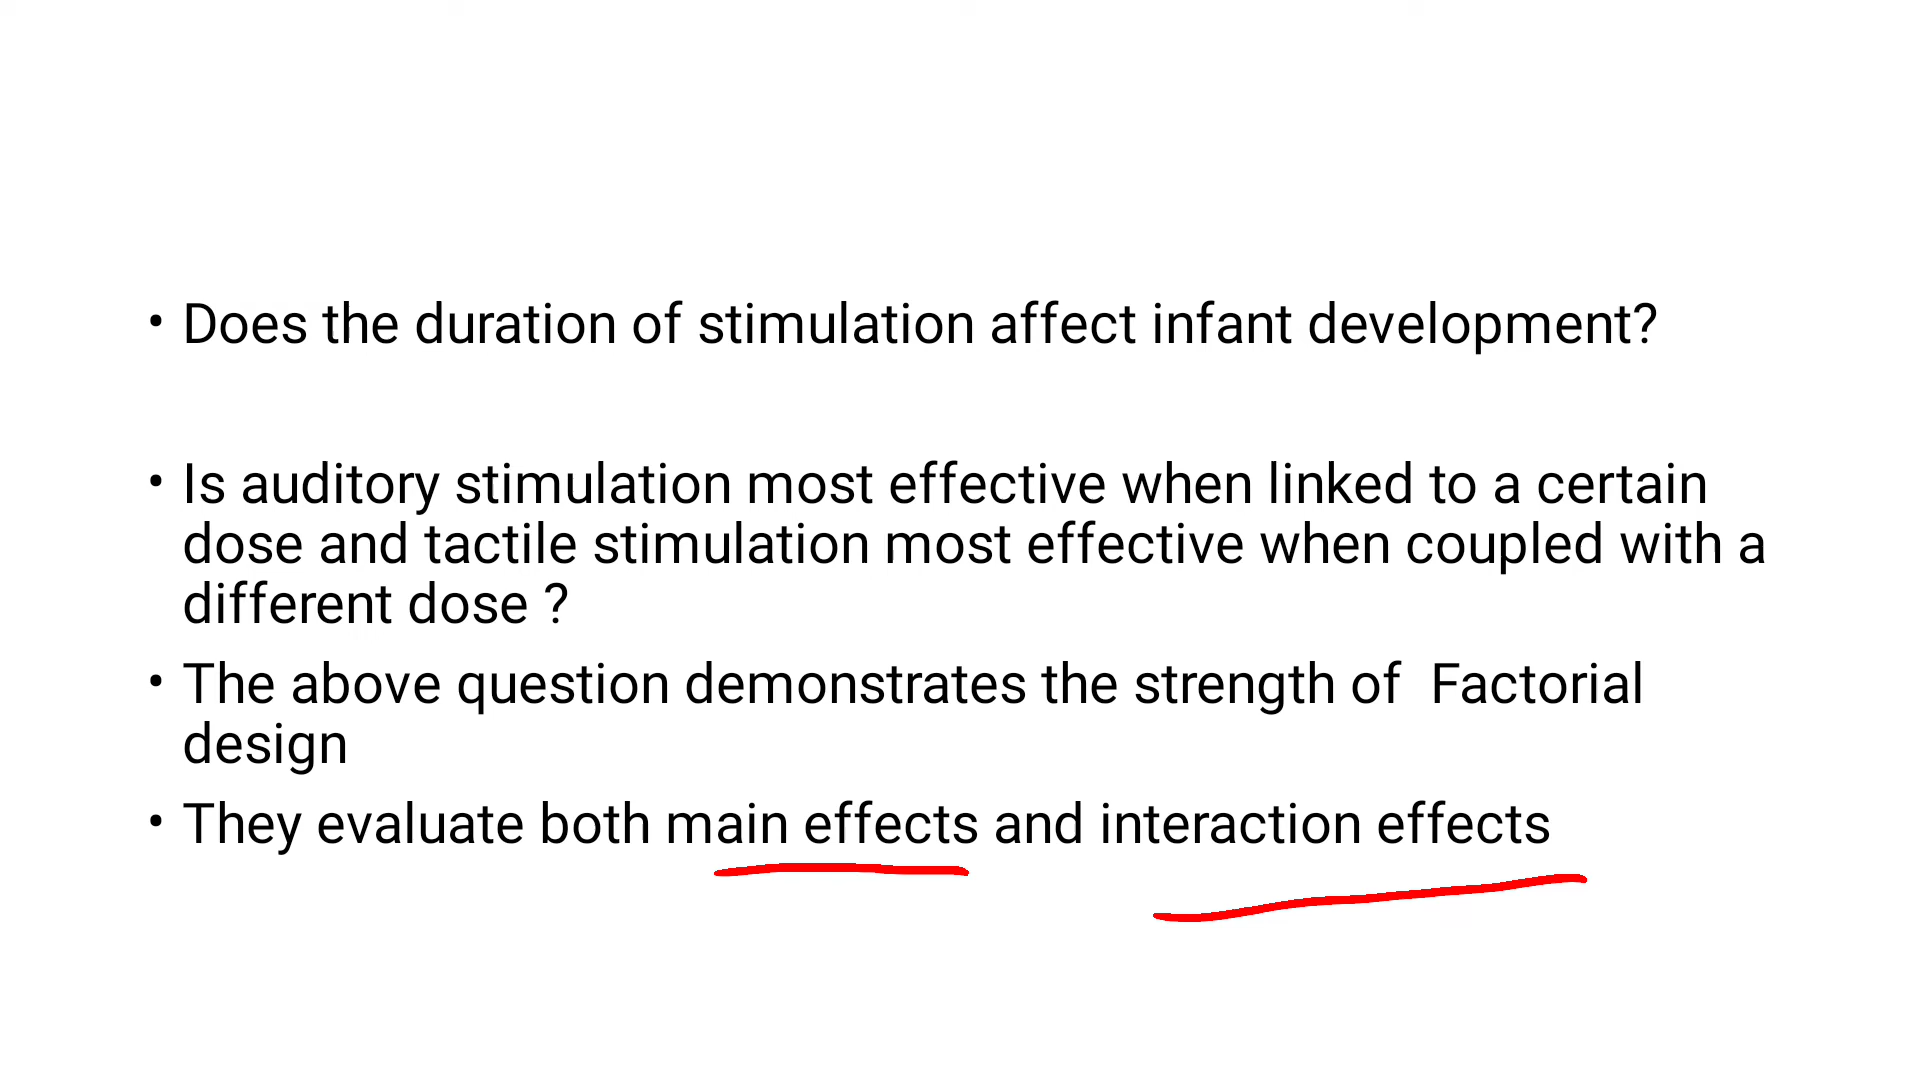 • Does the duration of stimulation affect infant development?
• Is auditory stimulation most effective when linked to a certain
dose and tactile stimulation most effective when coupled with a
different dose ?
• The above question demonstrates the strength of  Factorial
design
• They evaluate both main effects and interaction effects